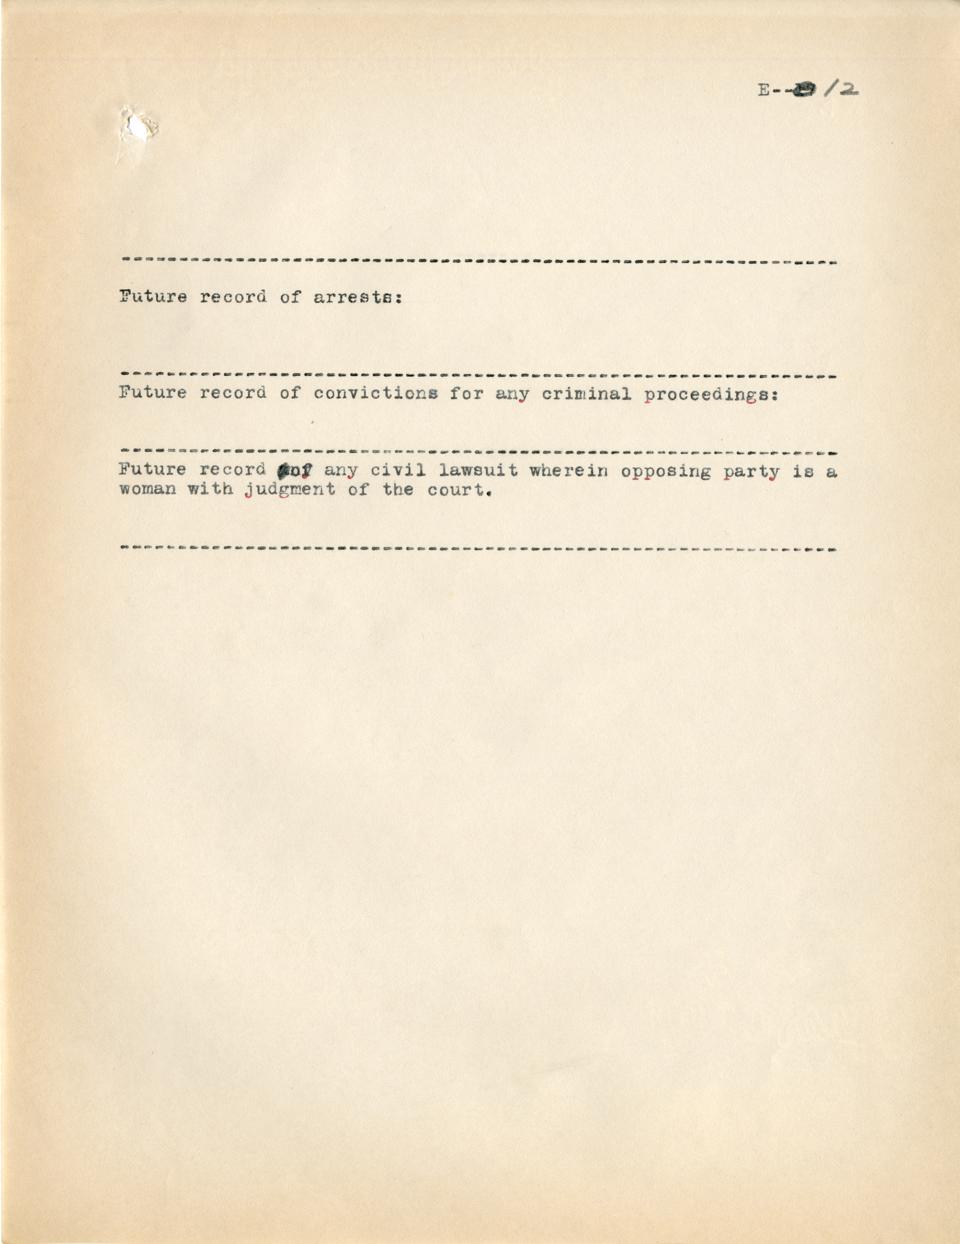 E-- /2
Future record of arrests:
Future record of convictions for any criminal proceedings:
Future record of any civil lawsuit wherein opposing party is a
woman with judgment of the court.